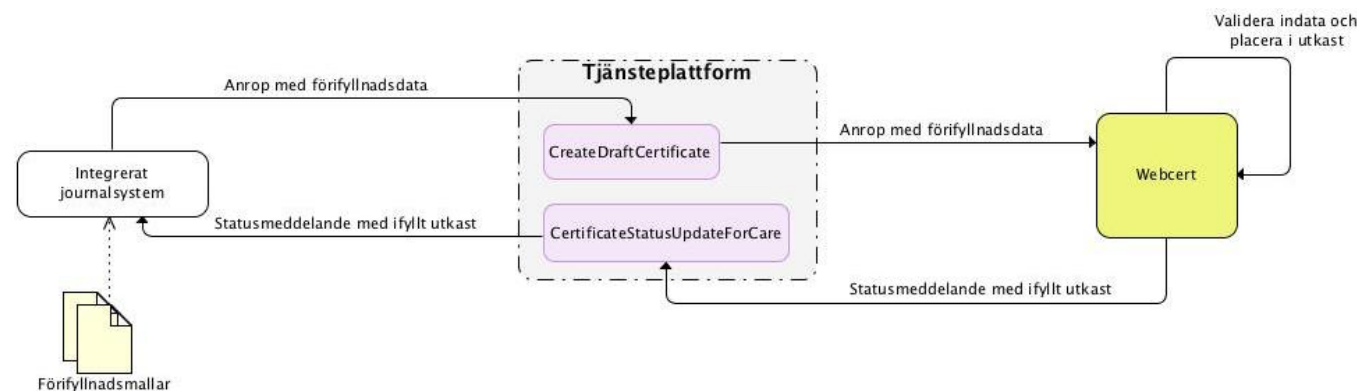 Validera indata och
placera i utkast
Tjänsteplattform
Anrop med förifyllnadsdata
CreateDraftCertificate
Anrop med förifyllnadsdata
Integrerat
journalsystem
Webcert
Statusmeddelande med ifyllt utkast
CertificateStatusUpdateForCare
Statusmeddelande med ifyllt utkast
Förifyllnadsmallar